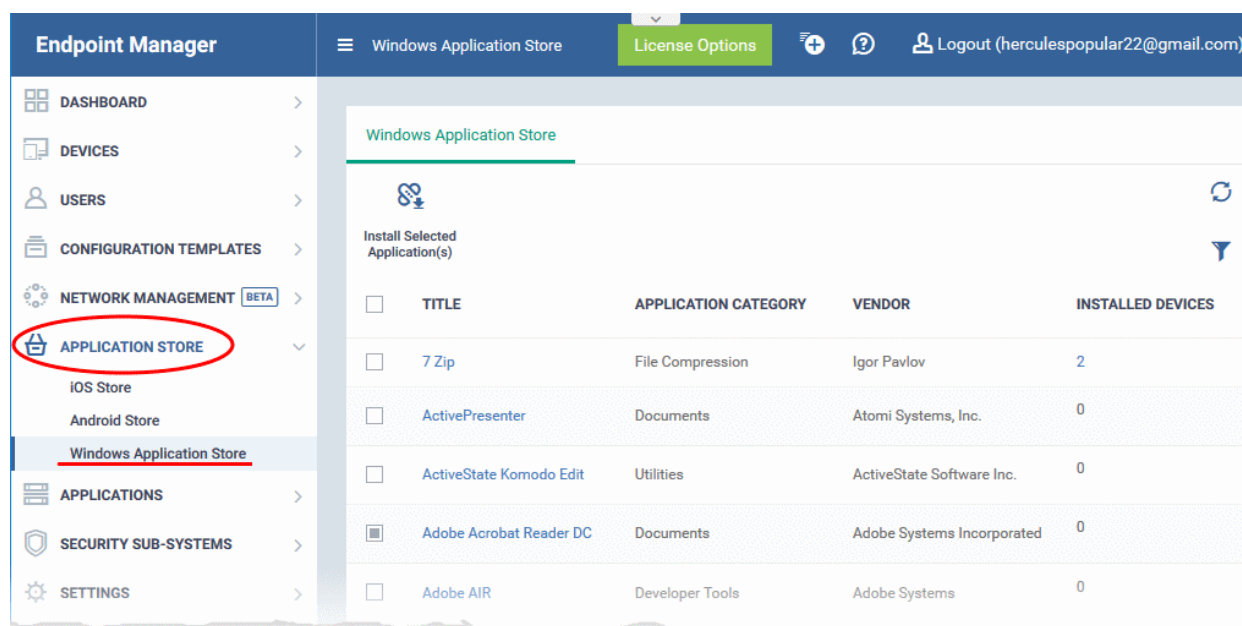 Endpoint Manager
Windows Application Store
License Options
Logout (herculespopular22@gmail.com)
DASHBOARD
DEVICES
USERS
CONFIGURATION TEMPLATES
NETWORK MANAGEMENT BETA
APPLICATION STORE
iOS Store
Android Store
Windows Application Store
APPLICATIONS
SECURITY SUB-SYSTEMS
SETTINGS
Windows Application Store
Install Selected
Application(s)
TITLE APPLICATION CATEGORY VENDOR INSTALLED DEVICES
7 Zip File Compression Igor Pavlov 2
ActivePresenter Documents Atomi Systems, Inc. 0
ActiveState Komodo Edit Utilities ActiveState Software Inc. 0
Adobe Acrobat Reader DC Documents Adobe Systems Incorporated 0
Adobe AIR Developer Tools Adobe Systems 0